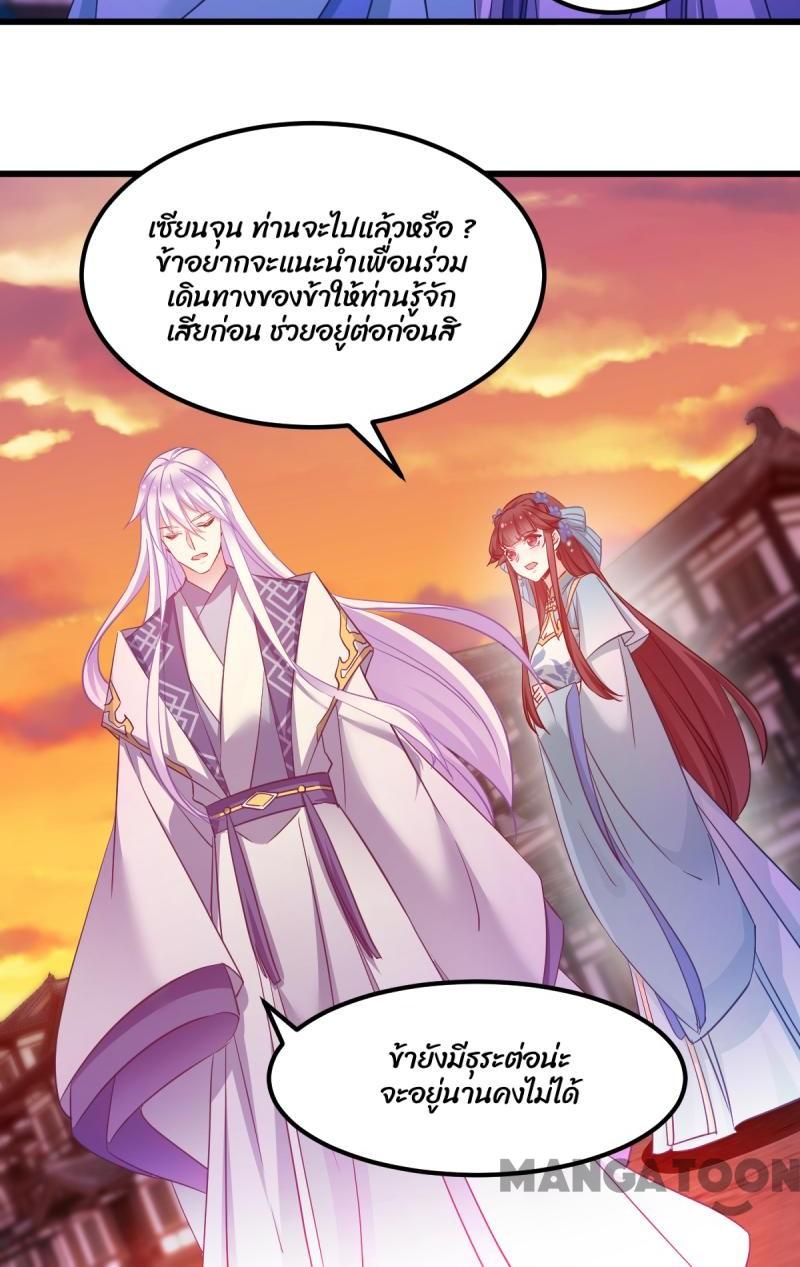 เซียนจุน ท่านจะไปแล้วหรือ ?
ข้าอยากจะแนะนำเพื่อนร่วม
เดินทางของข้าให้ท่านรู้จัก
เสียก่อน ช่วยอยู่ต่อก่อนสิ
ข้ายังมีธุระต่อน่ะ
จะอยู่นานคงไม่ได้
MANGATOON